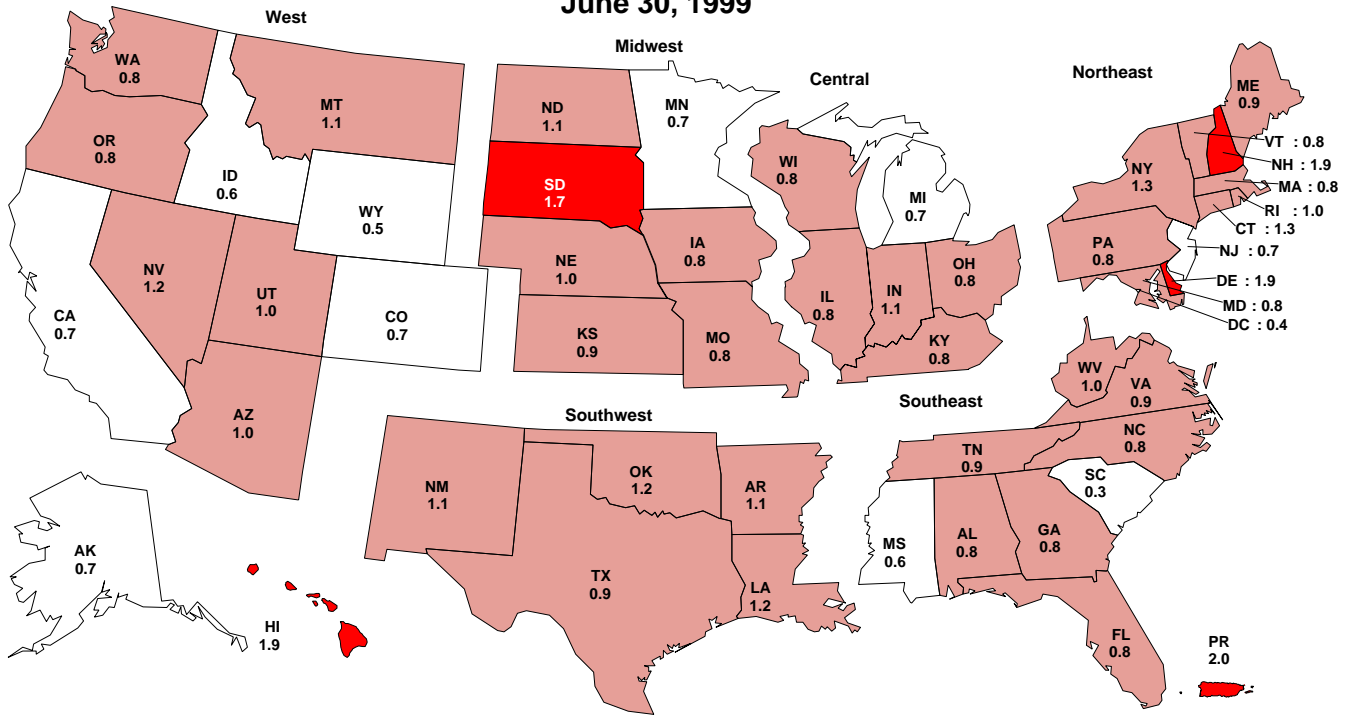 June 30, 1999
West
Midwest
Central
Northeast
WA
0.8
OR
0.8
MT
1.1
ID
0.6
WY
0.5
CA
0.7
NV
1.2
UT
1.0
CO
0.7
AZ
1.0
AK
0.7
HI
1.9
ND
1.1
MN
0.7
SD
1.7
NE
1.0
IA
0.8
KS
0.9
MO
0.8
WI
0.8
MI
0.7
IL
0.8
IN
1.1
OH
0.8
KY
0.8
ME
0.9
VT : 0.8
NH : 1.9
NY
1.3
MA : 0.8
RI : 1.0
CT : 1.3
PA
0.8
NJ : 0.7
DE : 1.9
MD : 0.8
DC : 0.4
Southwest
NM
1.1
OK
1.2
AR
1.1
TX
0.9
LA
1.2
Southeast
WV
1.0
VA
0.9
TN
0.9
NC
0.8
SC
0.3
MS
0.6
AL
0.8
GA
0.8
FL
0.8
PR
2.0